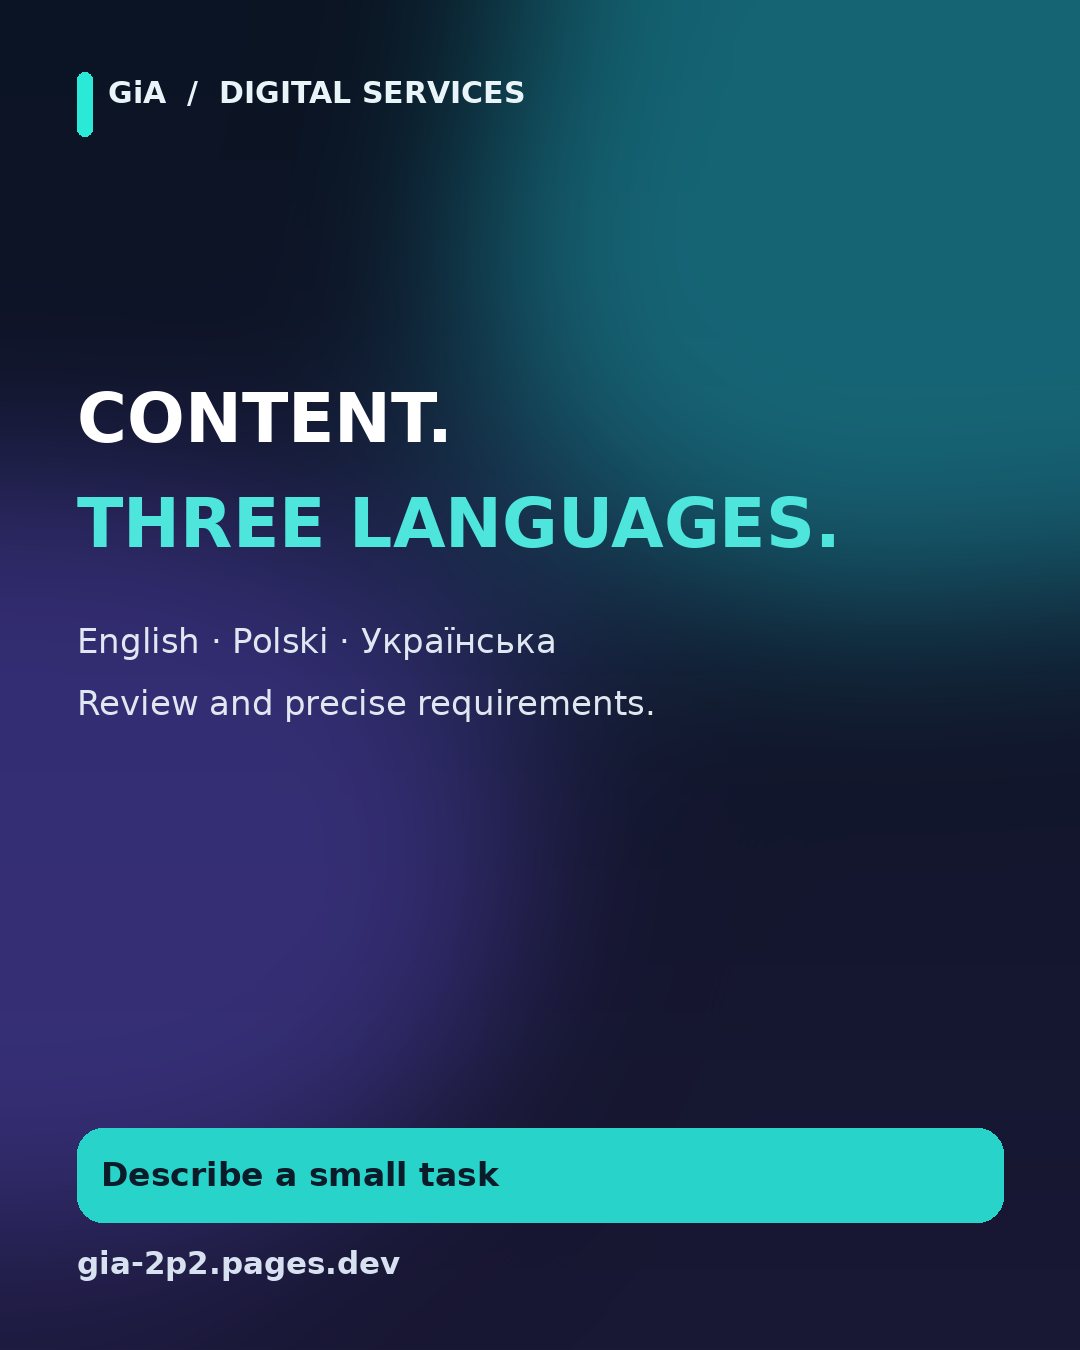 GiA / DIGITAL SERVICES
CONTENT.
THREE LANGUAGES.
English · Polski · Українська
Review and precise requirements.
Describe a small task
gia-2p2.pages.dev